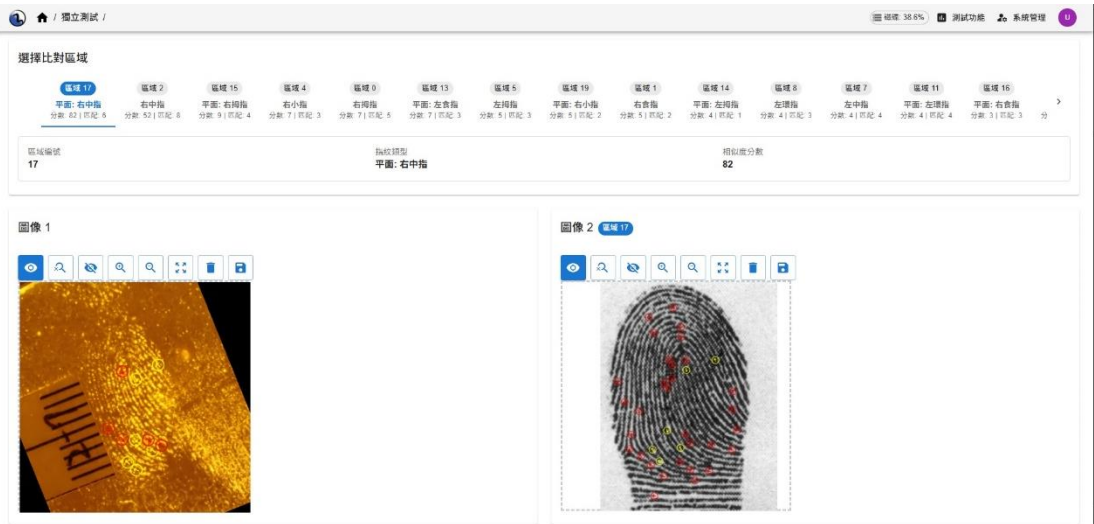 / 獨立測試 /
磁碟: 38.6%
測試功能
系統管理
U
選擇比對區域
區域 17 區域 2 區域 15 區域 4 區域 0 區域 13 區域 5 區域 19 區域 1 區域 14 區域 8 區域 7 區域 11 區域 16
平面: 右中指 右中指 平面: 右拇指 右小指 右拇指 平面: 左食指 左拇指 平面: 右小指 右食指 平面: 左拇指 左環指 左中指 平面: 左環指 平面: 右食指
分數: 82 | 匹配: 6 分數: 52 | 匹配: 8 分數: 9 | 匹配: 4 分數: 7 | 匹配: 3 分數: 7 | 匹配: 5 分數: 7 | 匹配: 3 分數: 5 | 匹配: 3 分數: 5 | 匹配: 2 分數: 5 | 匹配: 2 分數: 4 | 匹配: 1 分數: 4 | 匹配: 3 分數: 4 | 匹配: 4 分數: 4 | 匹配: 4 分數: 3 | 匹配: 3 分
區域編號 指紋類型 相似度分數
17 平面: 右中指 82
圖像 1
圖像 2 區域 17